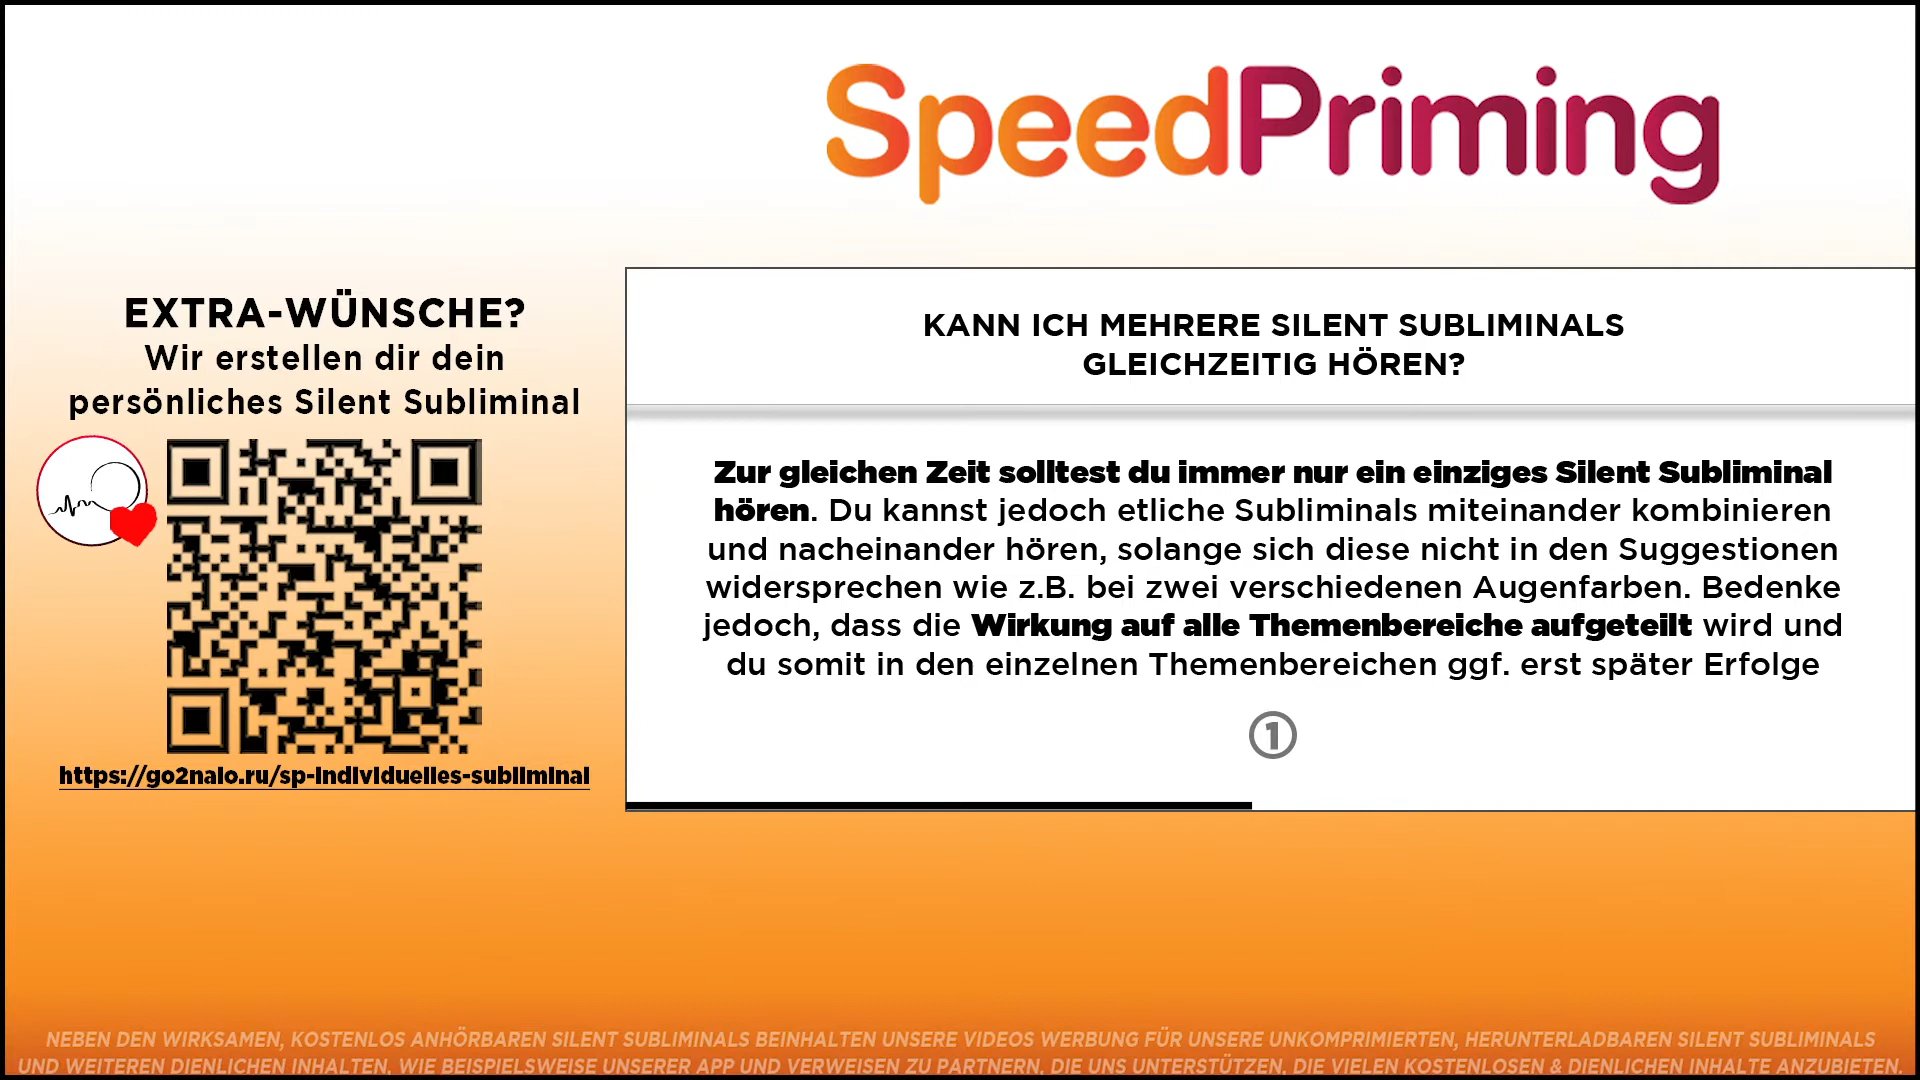 SpeedPriming
EXTRA-WÜNSCHE?
Wir erstellen dir dein
persönliches Silent Subliminal
https://go2nalo.ru/sp-individuelles-subliminal
KANN ICH MEHRERE SILENT SUBLIMINALS
GLEICHZEITIG HÖREN?
Zur gleichen Zeit solltest du immer nur ein einziges Silent Subliminal
hören. Du kannst jedoch etliche Subliminals miteinander kombinieren
und nacheinander hören, solange sich diese nicht in den Suggestionen
widersprechen wie z.B. bei zwei verschiedenen Augenfarben. Bedenke
jedoch, dass die Wirkung auf alle Themenbereiche aufgeteilt wird und
du somit in den einzelnen Themenbereichen ggf. erst später Erfolge
1
NEBEN DEN WIRKSAMEN, KOSTENLOS ANHÖRBAREN SILENT SUBLIMINALS BEINHALTEN UNSERE VIDEOS WERBUNG FÜR UNSERE UNKOMPRIMIERTEN, HERUNTERLADBAREN SILENT SUBLIMINALS
UND WEITEREN DIENLICHEN INHALTEN, WIE BEISPIELSWEISE UNSERER APP UND VERWEISEN ZU PARTNERN, DIE UNS UNTERSTÜTZEN, DIE VIELEN KOSTENLOSEN & DIENLICHEN INHALTE ANZUBIETEN.